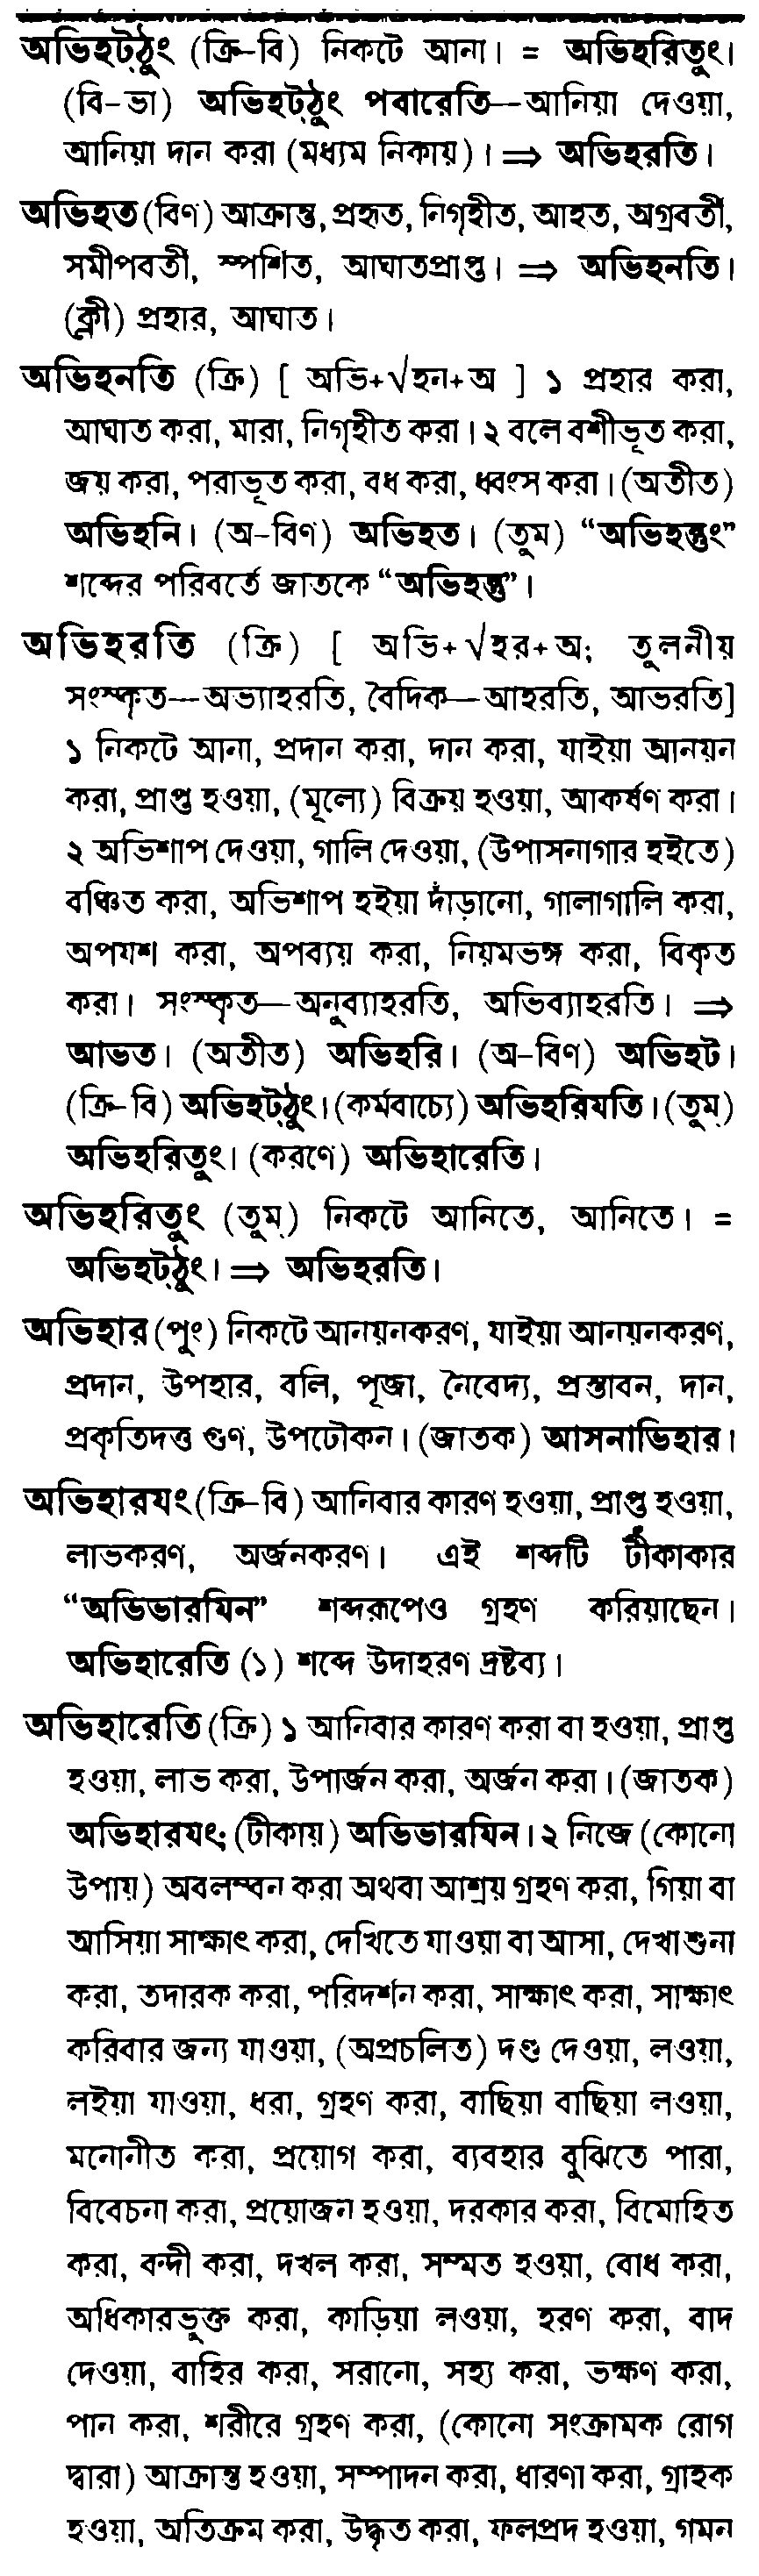 অভিহট্ঠুং (ক্রি-বি) নিকটে আনা। = অভিহরিতুং।
(বি-ভা) অভিহট্ঠুং পবারেতি—আনিয়া দেওয়া,
আনিয়া দান করা (মধ্যম নিকায়)। ⇒ অভিহরতি।
অভিহত (বিণ) আক্রান্ত, প্রহৃত, নিগৃহীত, আহত, অগ্রবর্তী,
সমীপবর্তী, স্পর্শিত, আঘাতপ্রাপ্ত। ⇒ অভিহনতি।
(ক্লী) প্রহার, আঘাত।
অভিহনতি (ক্রি) [ অভি+√হন+অ ] ১ প্রহার করা,
আঘাত করা, মারা, নিগৃহীত করা। ২ বলে বশীভূত করা,
জয় করা, পরাভূত করা, বধ করা, ধ্বংস করা। (অতীত)
অভিহনি। (অ-বিণ) অভিহত। (তুম) “অভিহন্তুং”
শব্দের পরিবর্তে জাতকে “অভিহন্তু”।
অভিহরতি (ক্রি) [ অভি+√হর+অ; তুলনীয়
সংস্কৃত—অভ্যাহরতি, বৈদিক—আহরতি, আভরতি]
১ নিকটে আনা, প্রদান করা, দান করা, যাইয়া আনয়ন
করা, প্রাপ্ত হওয়া, (মূল্যে) বিক্রয় হওয়া, আকর্ষণ করা।
২ অভিশাপ দেওয়া, গালি দেওয়া, (উপাসনাগার হইতে)
বঞ্চিত করা, অভিশাপ হইয়া দাঁড়ানো, গালাগালি করা,
অপযশ করা, অপব্যয় করা, নিয়মভঙ্গ করা, বিকৃত
করা। সংস্কৃত—অনুব্যাহরতি, অভিব্যাহরতি। ⇒
আভত। (অতীত) অভিহরি। (অ-বিণ) অভিহট।
(ক্রি-বি) অভিহট্ঠুং। (কর্মবাচ্যে) অভিহরিযতি। (তুম্)
অভিহরিতুং। (করণে) অভিহারেতি।
অভিহরিতুং (তুম্) নিকটে আনিতে, আনিতে। =
অভিহট্ঠুং। ⇒ অভিহরতি।
অভিহার (পুং) নিকটে আনয়নকরণ, যাইয়া আনয়নকরণ,
প্রদান, উপহার, বলি, পূজা, নৈবেদ্য, প্রস্তাবন, দান,
প্রকৃতিদত্ত গুণ, উপঢৌকন। (জাতক) আসনাভিহার।
অভিহারযং (ক্রি-বি) আনিবার কারণ হওয়া, প্রাপ্ত হওয়া,
লাভকরণ, অর্জনকরণ। এই শব্দটি টীকাকার
“অভিভারমিন” শব্দরূপেও গ্রহণ করিয়াছেন।
অভিহারেতি (১) শব্দে উদাহরণ দ্রষ্টব্য।
অভিহারেতি (ক্রি) ১ আনিবার কারণ করা বা হওয়া, প্রাপ্ত
হওয়া, লাভ করা, উপার্জন করা, অর্জন করা। (জাতক)
অভিহারযং; (টীকায়) অভিভারমিন। ২ নিজে (কোনো
উপায়) অবলম্বন করা অথবা আশ্রয় গ্রহণ করা, গিয়া বা
আসিয়া সাক্ষাৎ করা, দেখিতে যাওয়া বা আসা, দেখাশুনা
করা, তদারক করা, পরিদর্শন করা, সাক্ষাৎ করা, সাক্ষাৎ
করিবার জন্য যাওয়া, (অপ্রচলিত) দণ্ড দেওয়া, লওয়া,
লইয়া যাওয়া, ধরা, গ্রহণ করা, বাছিয়া বাছিয়া লওয়া,
মনোনীত করা, প্রয়োগ করা, ব্যবহার বুঝিতে পারা,
বিবেচনা করা, প্রয়োজন হওয়া, দরকার করা, বিমোহিত
করা, বন্দী করা, দখল করা, সম্মত হওয়া, বোধ করা,
অধিকারভুক্ত করা, কাড়িয়া লওয়া, হরণ করা, বাদ
দেওয়া, বাহির করা, সরানো, সহ্য করা, ভক্ষণ করা,
পান করা, শরীরে গ্রহণ করা, (কোনো সংক্রামক রোগ
দ্বারা) আক্রান্ত হওয়া, সম্পাদন করা, ধারণা করা, গ্রাহক
হওয়া, অতিক্রম করা, উদ্ধৃত করা, ফলপ্রদ হওয়া, গমন